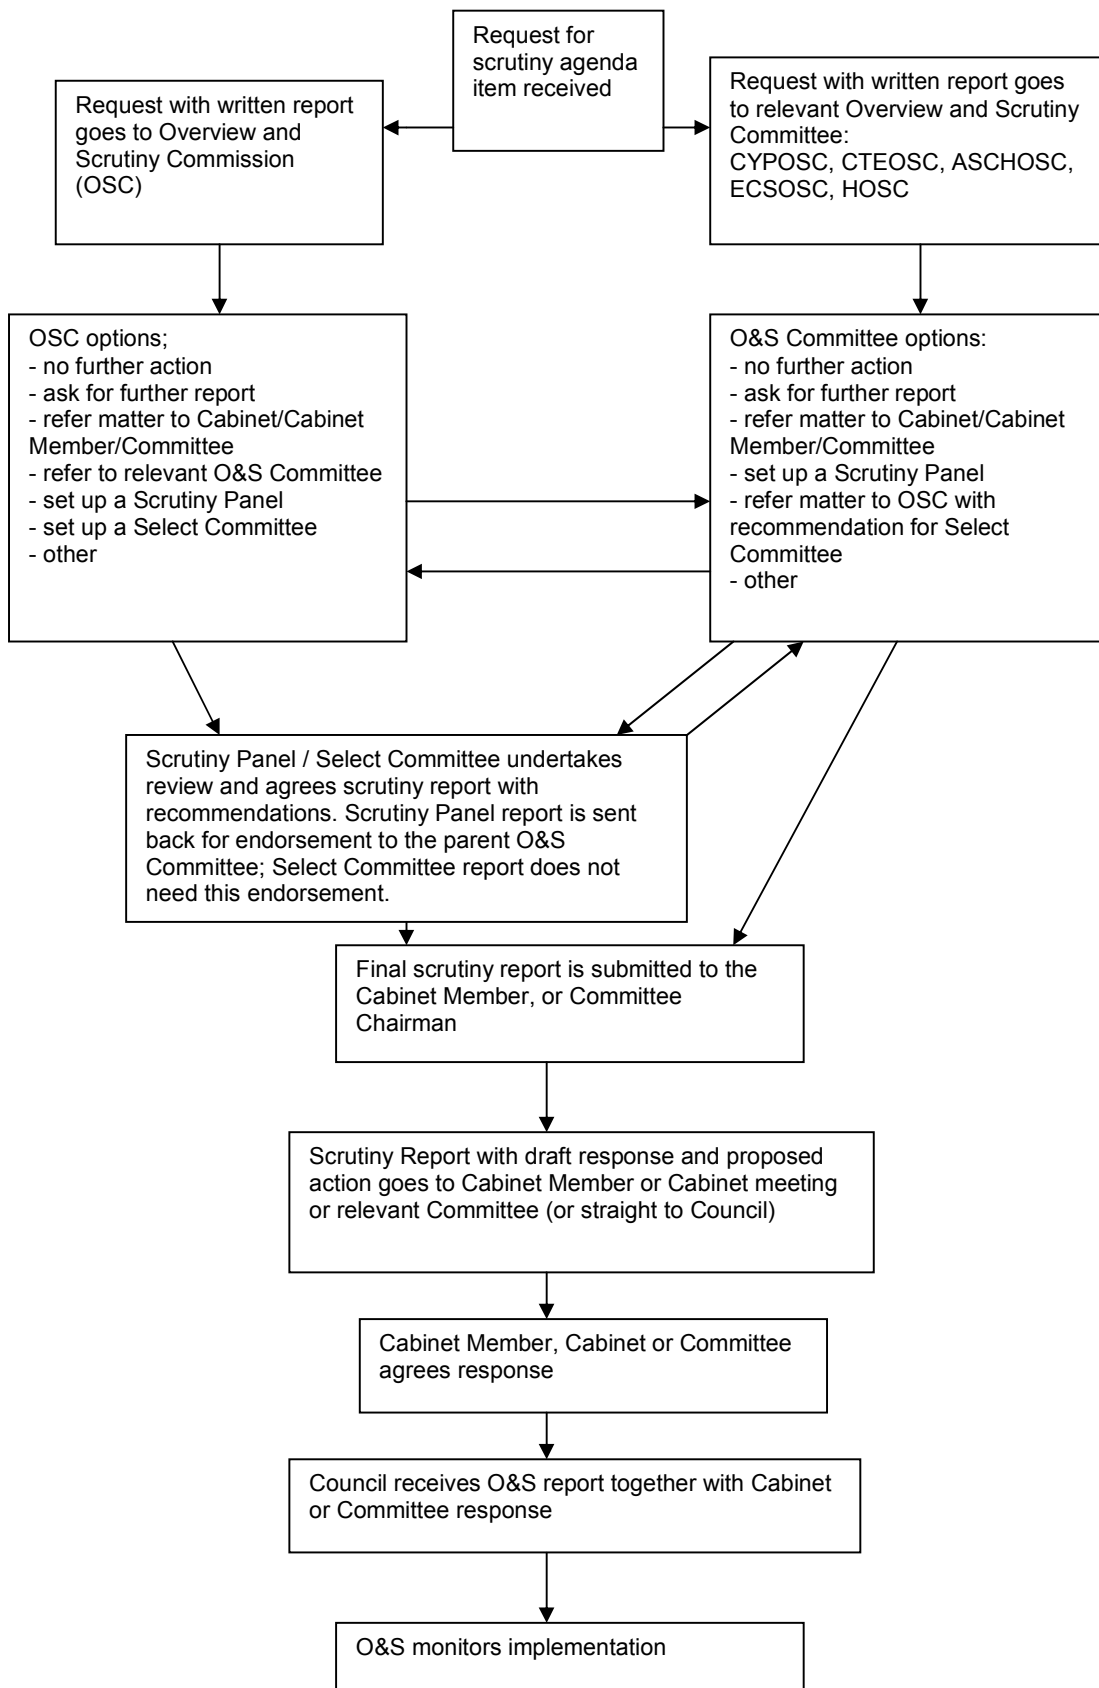 Request for
scrutiny agenda
item received
Request with written report
goes to Overview and
Scrutiny Commission
(OSC)
Request with written report goes
to relevant Overview and Scrutiny
Committee:
CYPOSC, CTEOSC, ASCHOSC,
ECSOSC, HOSC
OSC options;
- no further action
- ask for further report
- refer matter to Cabinet/Cabinet
Member/Committee
- refer to relevant O&S Committee
- set up a Scrutiny Panel
- set up a Select Committee
- other
O&S Committee options:
- no further action
- ask for further report
- refer matter to Cabinet/Cabinet
Member/Committee
- set up a Scrutiny Panel
- refer matter to OSC with
recommendation for Select
Committee
- other
Scrutiny Panel / Select Committee undertakes
review and agrees scrutiny report with
recommendations. Scrutiny Panel report is sent
back for endorsement to the parent O&S
Committee; Select Committee report does not
need this endorsement.
Final scrutiny report is submitted to the
Cabinet Member, or Committee
Chairman
Scrutiny Report with draft response and proposed
action goes to Cabinet Member or Cabinet meeting
or relevant Committee (or straight to Council)
Cabinet Member, Cabinet or Committee
agrees response
Council receives O&S report together with Cabinet
or Committee response
O&S monitors implementation